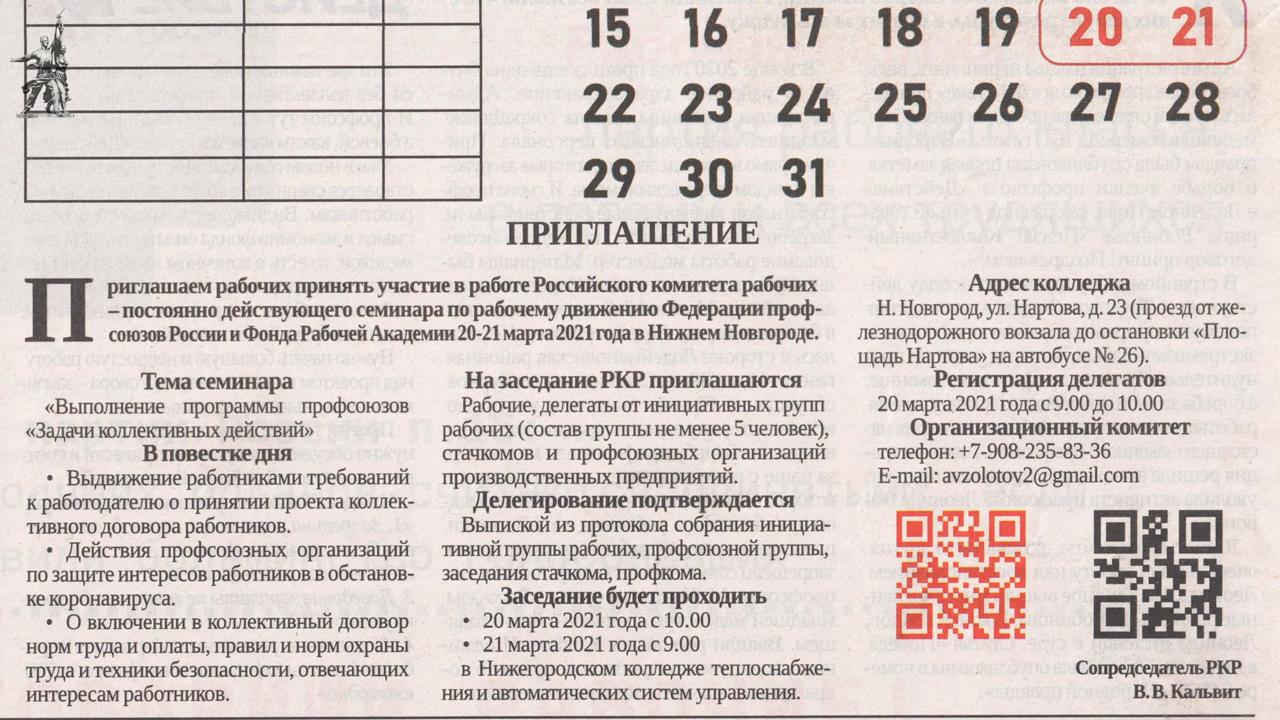 15 16 17 18 19 20 21
22 23 24 25 26 27 28
29 30 31
ПРИГЛАШЕНИЕ
Приглашаем рабочих принять участие в работе Российского комитета рабочих
– постоянно действующего семинара по рабочему движению Федерации проф-
союзов России и Фонда Рабочей Академии 20-21 марта 2021 года в Нижнем Новгороде.
Тема семинара
«Выполнение программы профсоюзов
«Задачи коллективных действий»
В повестке дня
• Выдвижение работниками требований
к работодателю о принятии проекта коллек-
тивного договора работников.
• Действия профсоюзных организаций
по защите интересов работников в обстанов-
ке коронавируса.
• О включении в коллективный договор
норм труда и оплаты, правил и норм охраны
труда и техники безопасности, отвечающих
интересам работников.
На заседание РКР приглашаются
Рабочие, делегаты от инициативных групп
рабочих (состав группы не менее 5 человек),
стачкомов и профсоюзных организаций
производственных предприятий.
Делегирование подтверждается
Выпиской из протокола собрания инициа-
тивной группы рабочих, профсоюзной группы,
заседания стачкома, профкома.
Заседание будет проходить
20 марта 2021 года с 10.00
21 марта 2021 года с 9.00
в Нижегородском колледже теплоснабже-
ния и автоматических систем управления.
Адрес колледжа
Н. Новгород, ул. Нартова, д. 23 (проезд от же-
лезнодорожного вокзала до остановки «Пло-
щадь Нартова» на автобусе № 26).
Регистрация делегатов
20 марта 2021 года с 9.00 до 10.00
Организационный комитет
телефон: +7-908-235-83-36
E-mail: avzolotov2@gmail.com
Сопредседатель РКР
В. В. Кальвит